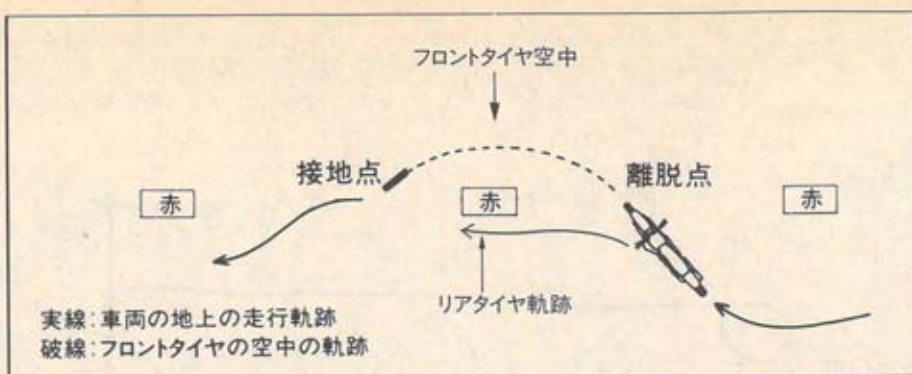 フロントタイヤ空中
接地点
離脱点
赤
赤
赤
リアタイヤ軌跡
実線:車両の地上の走行軌跡
破線:フロントタイヤの空中の軌跡